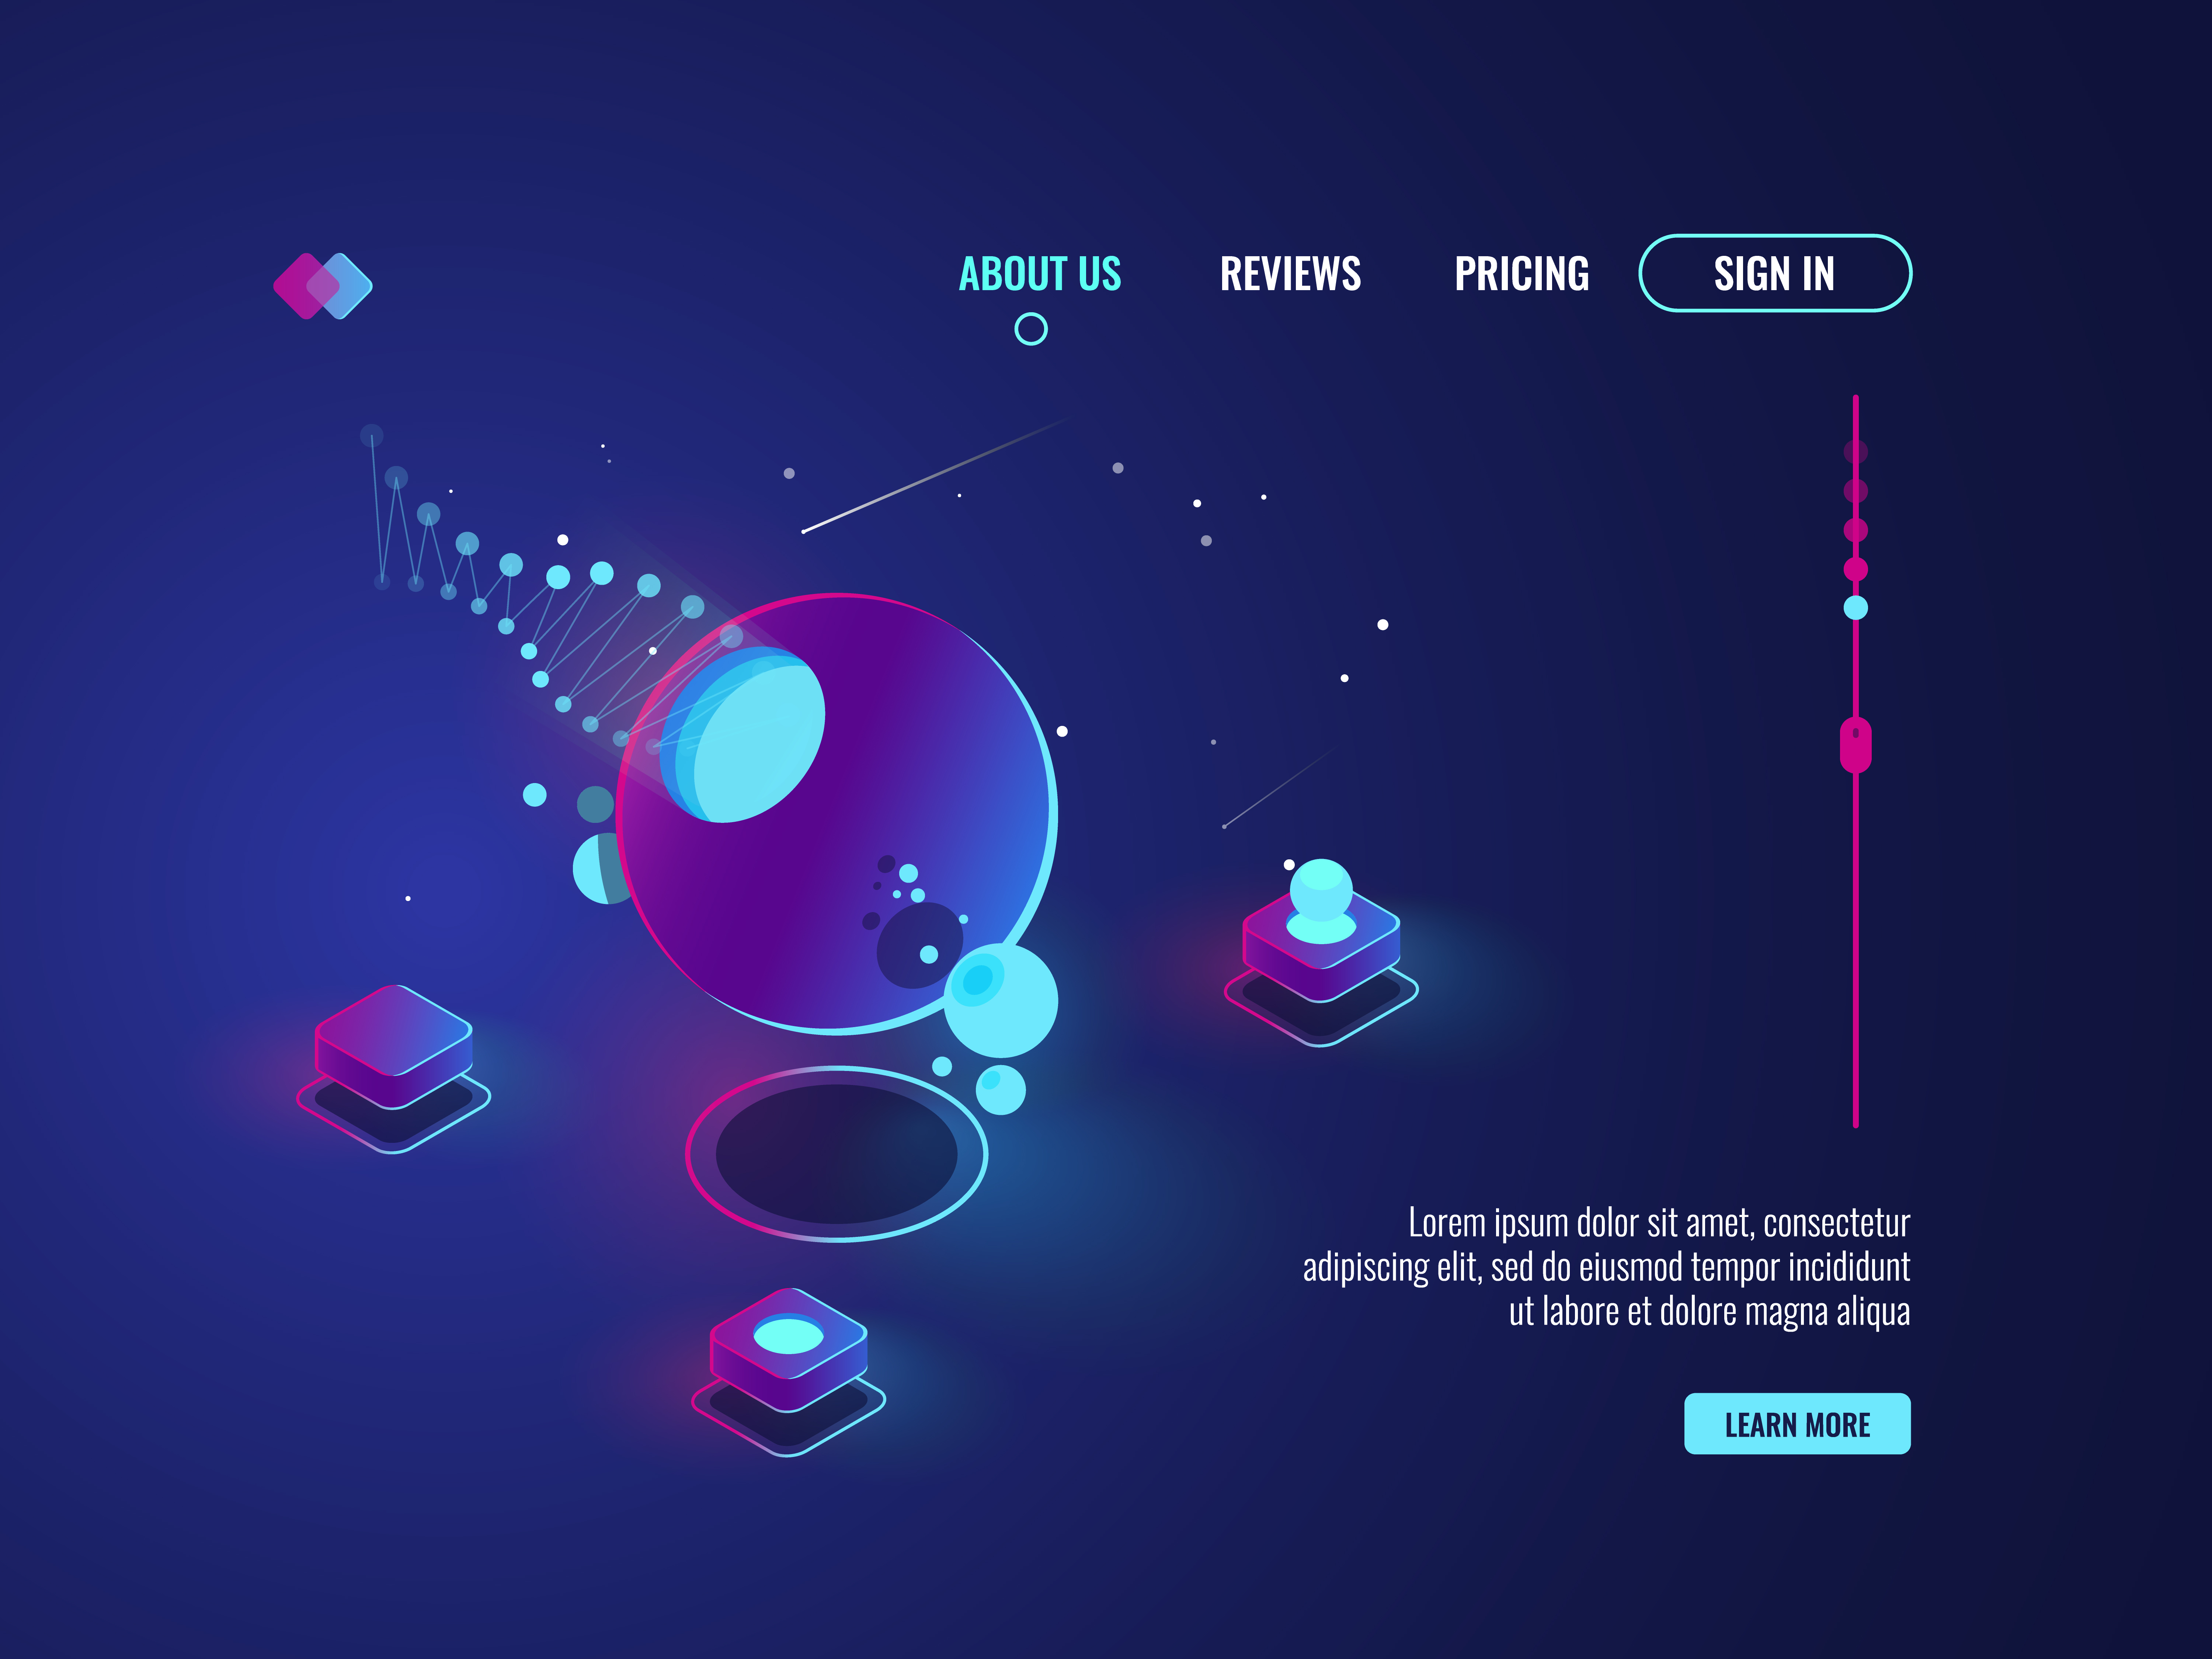 ABOUT US REVIEWS PRICING SIGN IN
Lorem ipsum dolor sit amet, consectetur
adipiscing elit, sed do eiusmod tempor incididunt
ut labore et dolore magna aliqua
LEARN MORE